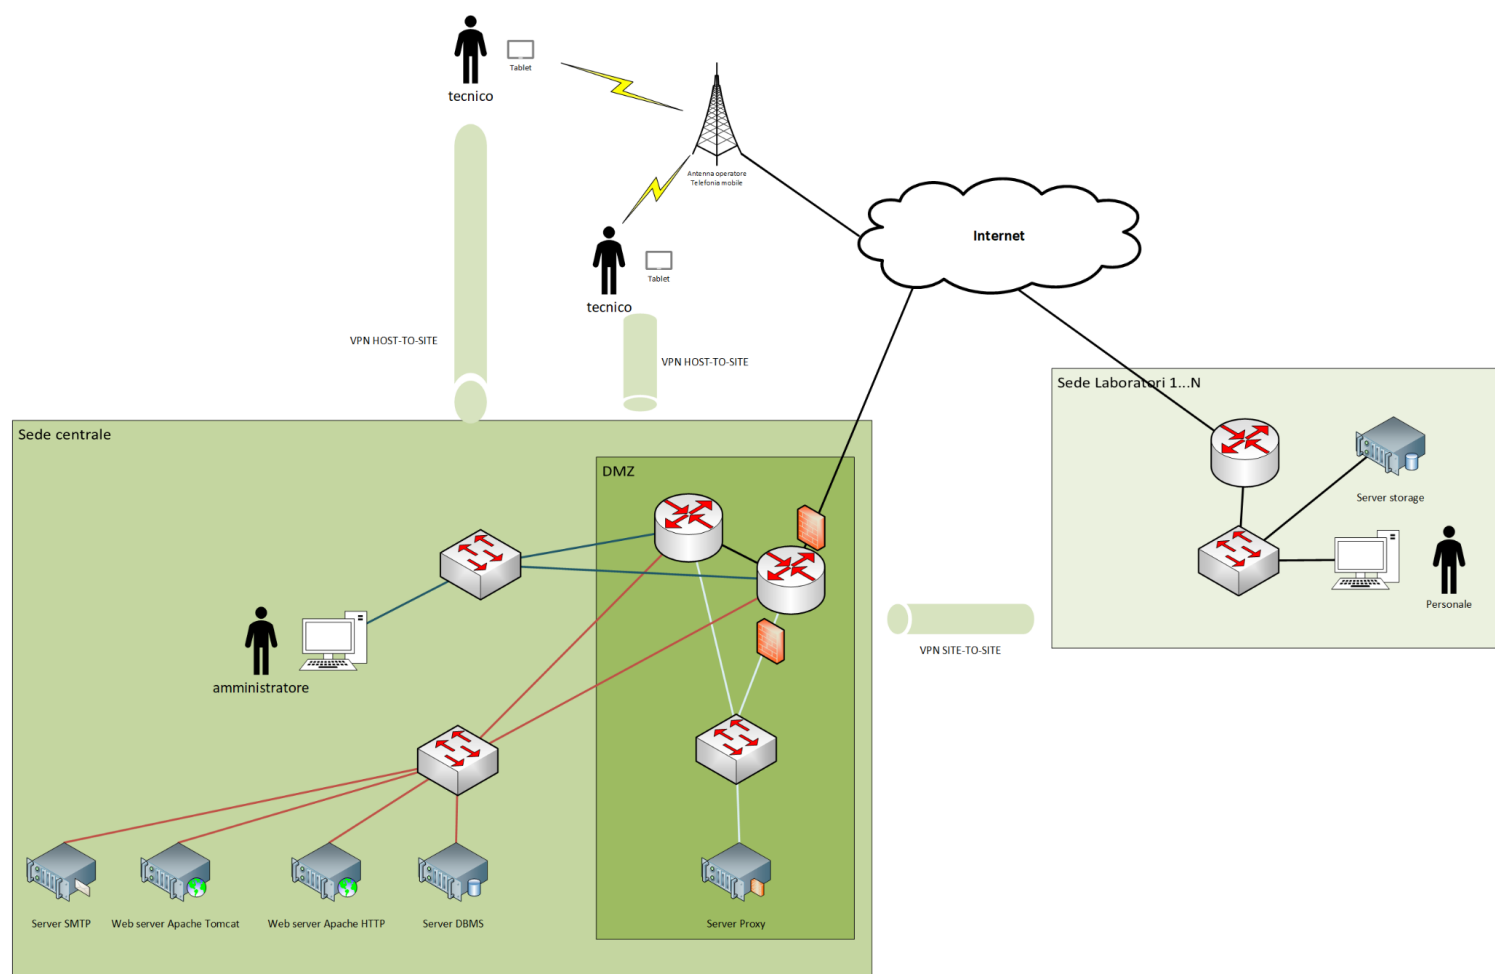 Tablet
tecnico
Antenna operatore
Telefonia mobile
Internet
Tablet
tecnico
VPN HOST-TO-SITE
VPN HOST-TO-SITE
Sede Laboratori 1...N
Sede centrale
DMZ
Server storage
Personale
VPN SITE-TO-SITE
amministratore
Server SMTP
Web server Apache Tomcat
Web server Apache HTTP
Server DBMS
Server Proxy